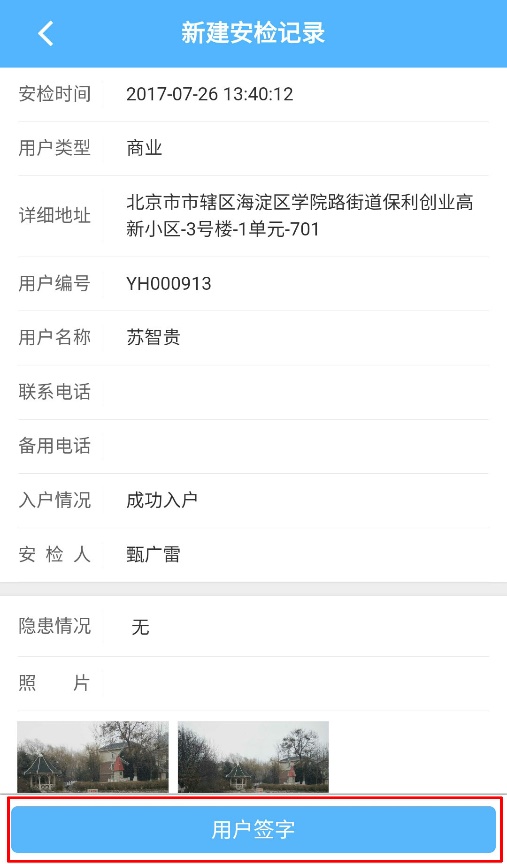 新建安检记录
安检时间 2017-07-26 13:40:12
用户类型 商业
详细地址 北京市市辖区海淀区学院路街道保利创业高
新小区-3号楼-1单元-701
用户编号 YH000913
用户名称 苏智贵
联系电话
备用电话
入户情况 成功入户
安 检 人 甄广雷
隐患情况 无
照 片
用户签字